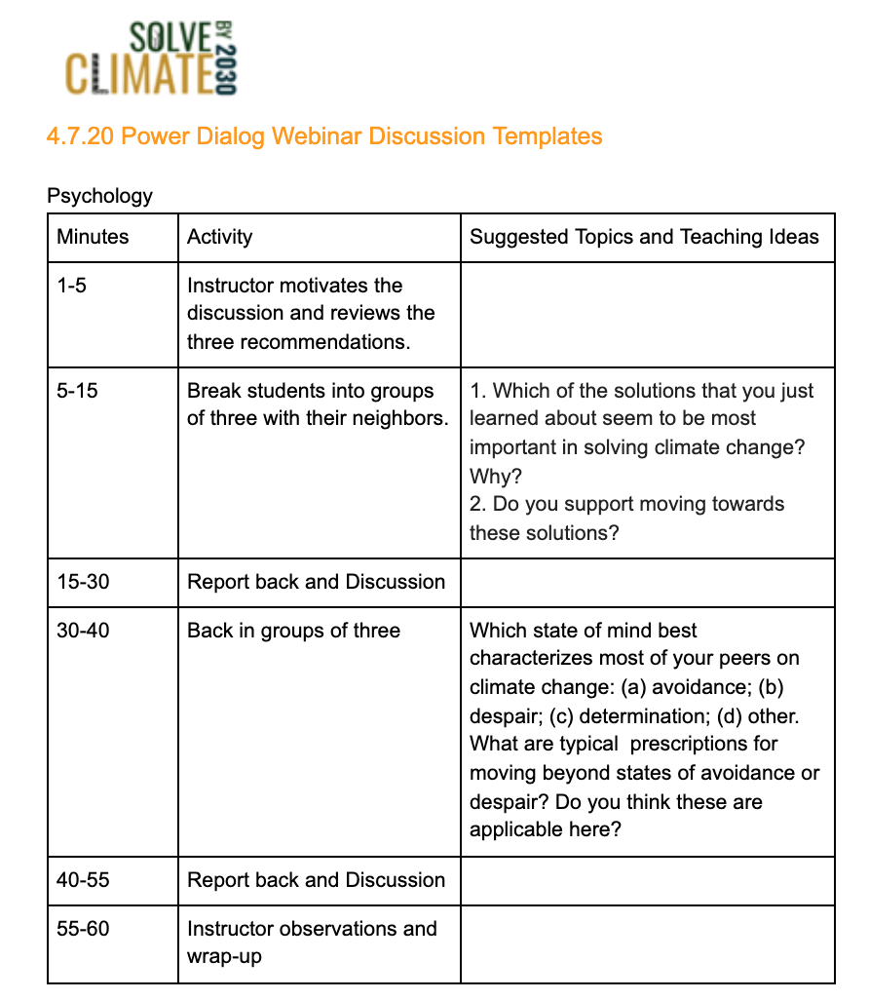 SOLVE BY 2030
CLIMATE
4.7.20 Power Dialog Webinar Discussion Templates
Psychology
Minutes
Activity
Suggested Topics and Teaching Ideas
1-5
Instructor motivates the
discussion and reviews the
three recommendations.
5-15
Break students into groups
of three with their neighbors.
1. Which of the solutions that you just
learned about seem to be most
important in solving climate change?
Why?
2. Do you support moving towards
these solutions?
15-30
Report back and Discussion
30-40
Back in groups of three
Which state of mind best
characterizes most of your peers on
climate change: (a) avoidance; (b)
despair; (c) determination; (d) other.
What are typical  prescriptions for
moving beyond states of avoidance or
despair? Do you think these are
applicable here?
40-55
Report back and Discussion
55-60
Instructor observations and
wrap-up